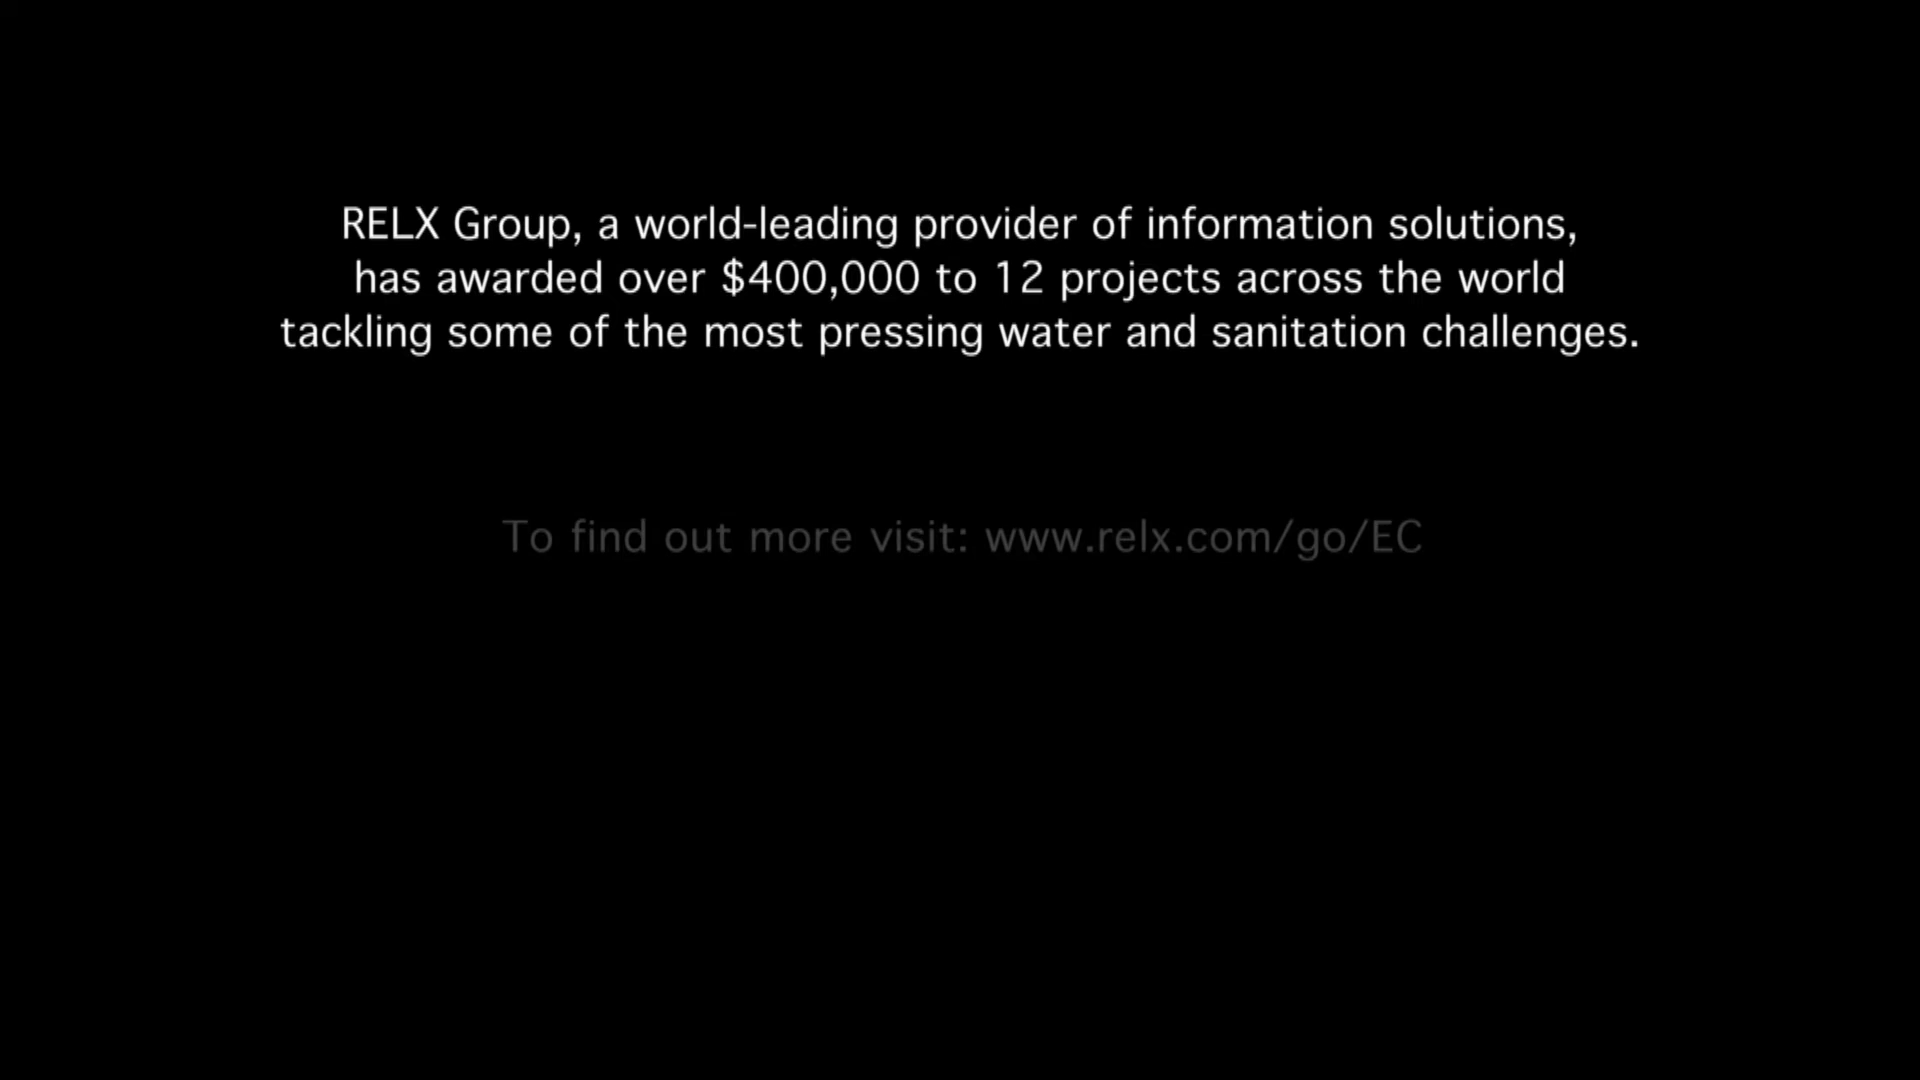 RELX Group, a world-leading provider of information solutions,
has awarded over $400,000 to 12 projects across the world
tackling some of the most pressing water and sanitation challenges.
To find out more visit: www.relx.com/go/EC